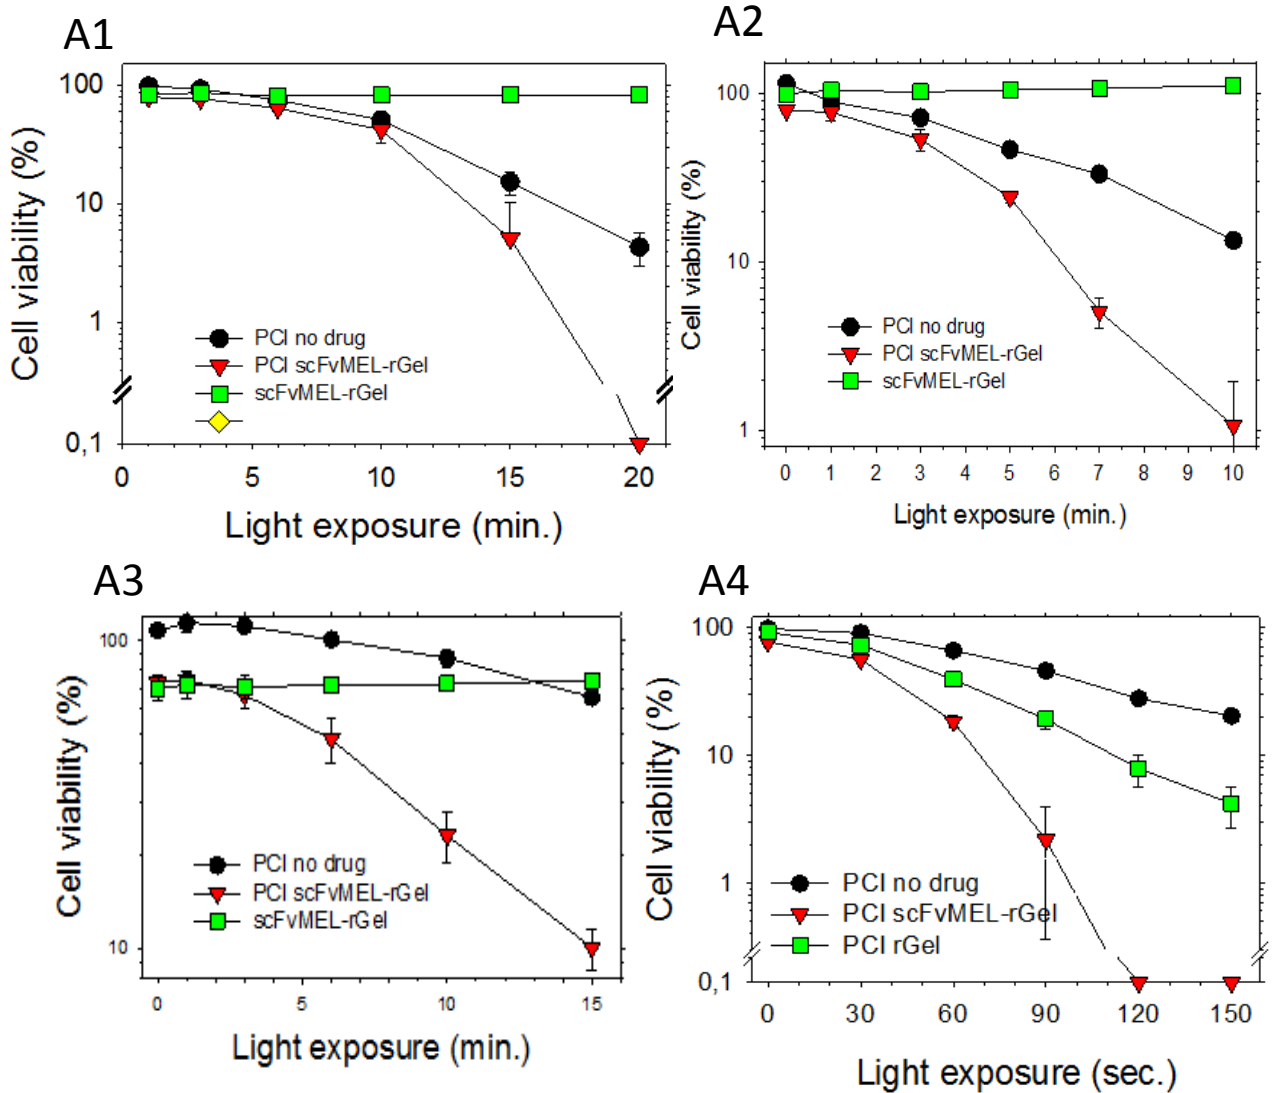 A1
Cell viability (%)
100
10
1
0,1
PCI no drug
PCI scFvMEL-rGel
scFvMEL-rGel
0 5 10 15 20
Light exposure (min.)
A2
Cell viability (%)
100
10
1
PCI no drug
PCI scFvMEL-rGel
scFvMEL-rGel
0 1 2 3 4 5 6 7 8 9 10
Light exposure (min.)
A3
Cell viability (%)
100
10
PCI no drug
PCI scFvMEL-rGel
scFvMEL-rGel
0 5 10 15
Light exposure (min.)
A4
Cell viability (%)
100
10
1
0,1
PCI no drug
PCI scFvMEL-rGel
PCI rGel
0 30 60 90 120 150
Light exposure (sec.)